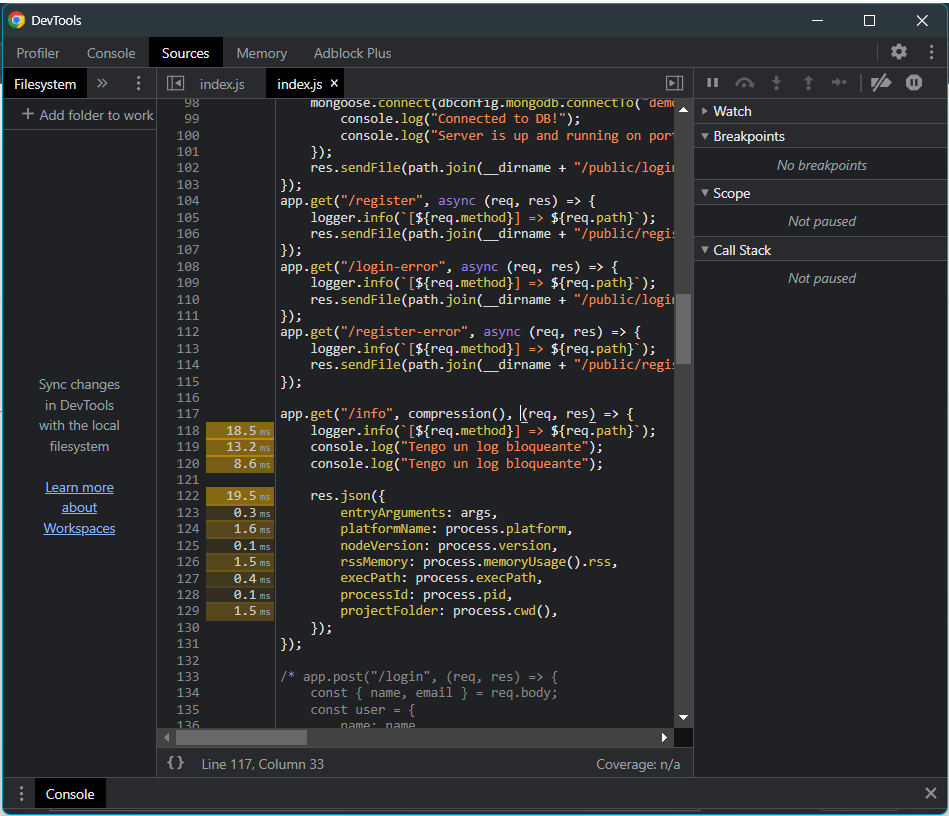 DevTools
Profiler Console Sources Memory Adblock Plus
Filesystem » index.js index.js ×
+ Add folder to work
Sync changes
in DevTools
with the local
filesystem
Learn more
about
Workspaces
98 mongoose.connect(dbconfig.mongodb.connectTo("demo
99 console.log("Connected to DB!");
100 console.log("Server is up and running on por
101 });
102 res.sendFile(path.join(__dirname + "/public/login
103 });
104 app.get("/register", async (req, res) => {
105 logger.info(`[${req.method}] => ${req.path}`);
106 res.sendFile(path.join(__dirname + "/public/regis
107 });
108 app.get("/login-error", async (req, res) => {
109 logger.info(`[${req.method}] => ${req.path}`);
110 res.sendFile(path.join(__dirname + "/public/login
111 });
112 app.get("/register-error", async (req, res) => {
113 logger.info(`[${req.method}] => ${req.path}`);
114 res.sendFile(path.join(__dirname + "/public/regis
115 });
116
117 app.get("/info", compression(), (req, res) => {
118 18.5 ms logger.info(`[${req.method}] => ${req.path}`);
119 13.2 ms console.log("Tengo un log bloqueante");
120 8.6 ms console.log("Tengo un log bloqueante");
121
122 19.5 ms res.json({
123 0.3 ms entryArguments: args,
124 1.6 ms platformName: process.platform,
125 0.1 ms nodeVersion: process.version,
126 1.5 ms rssMemory: process.memoryUsage().rss,
127 0.4 ms execPath: process.execPath,
128 0.1 ms processId: process.pid,
129 1.5 ms projectFolder: process.cwd(),
130 });
131 });
132
133 /* app.post("/login", (req, res) => {
134 const { name, email } = req.body;
135 const user = {
136 name: name
{} Line 117, Column 33 Coverage: n/a
Watch
Breakpoints
No breakpoints
Scope
Not paused
Call Stack
Not paused
Console